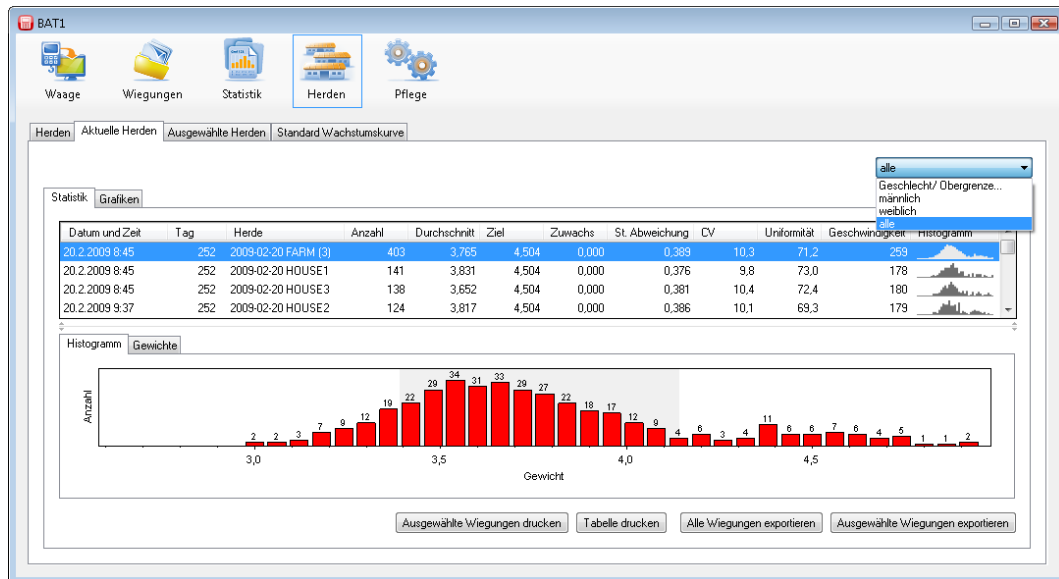 BAT1
Waage Wiegungen Statistik Herden Pflege
Herden Aktuelle Herden Ausgewählte Herden Standard Wachstumskurve
alle
Geschlecht/ Obergrenze...
männlich
weiblich
alle
Statistik Grafiken
Datum und Zeit Tag Herde Anzahl Durchschnitt Ziel Zuwachs St. Abweichung CV Uniformität Geschwindigkeit Histogramm
20.2.2009 8:45 252 2009-02-20 FARM (3) 403 3,765 4,504 0,000 0,389 10,3 71,2 259
20.2.2009 8:45 252 2009-02-20 HOUSE1 141 3,831 4,504 0,000 0,376 9,8 73,0 178
20.2.2009 8:45 252 2009-02-20 HOUSE3 138 3,652 4,504 0,000 0,381 10,4 72,4 180
20.2.2009 9:37 252 2009-02-20 HOUSE2 124 3,817 4,504 0,000 0,386 10,1 69,3 179
Histogramm Gewichte
Anzahl
2 2 3 7 9 12 19 22 29 34 31 33 29 27 22 18 17 12 9 4 6 3 4 11 6 6 7 6 4 5 1 1 2
3,0 3,5 4,0 4,5
Gewicht
Ausgewählte Wiegungen drucken Tabelle drucken Alle Wiegungen exportieren Ausgewählte Wiegungen exportieren